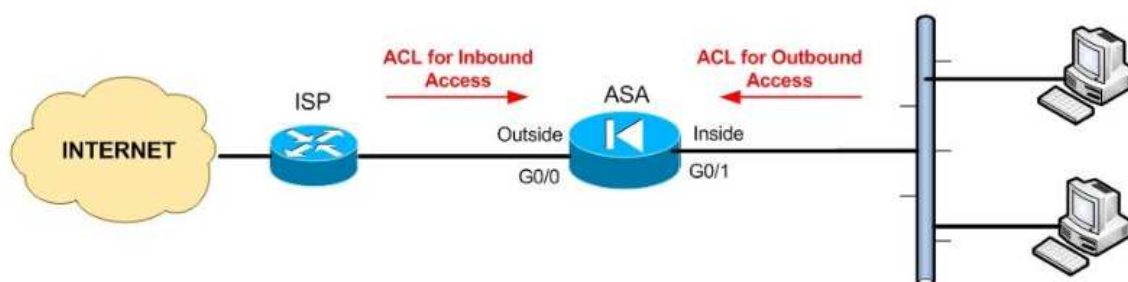 ACL for Inbound
Access
ACL for Outbound
Access
ISP
ASA
INTERNET
Outside
Inside
G0/0
G0/1